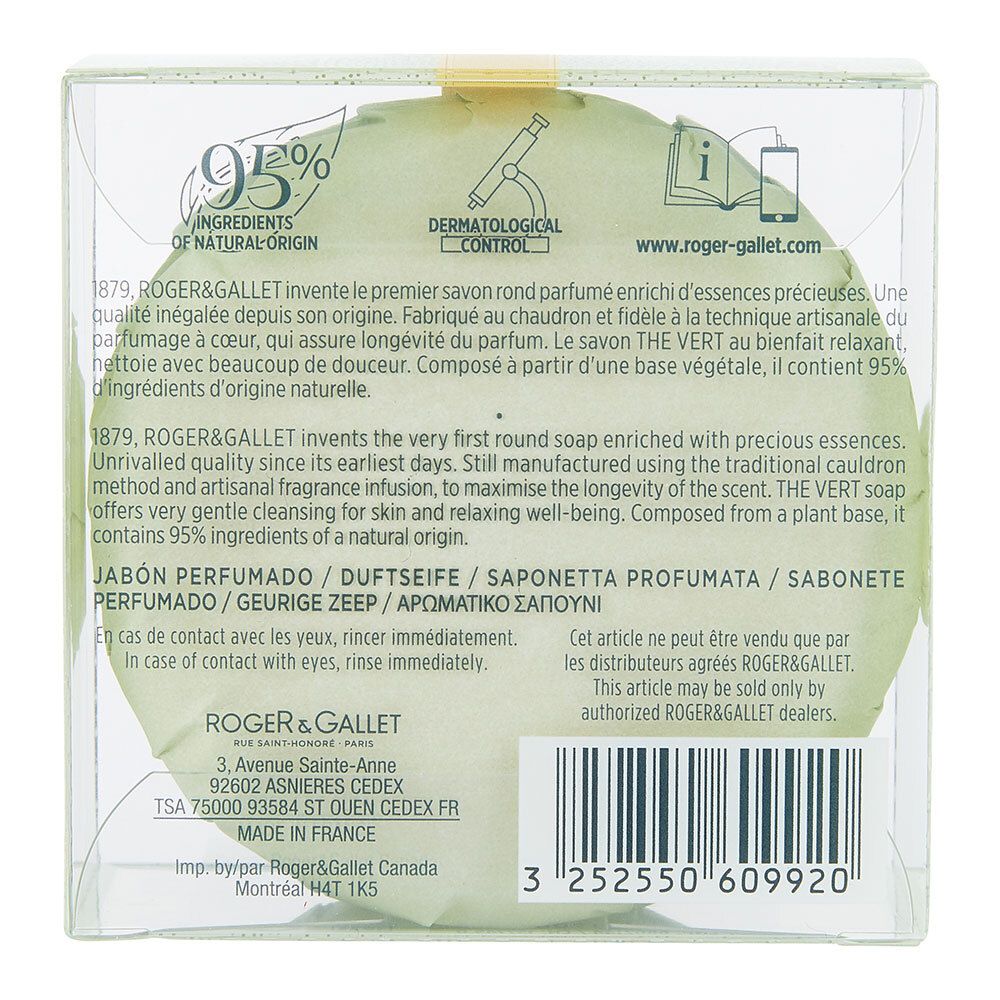 95%
INGREDIENTS
OF NATURAL ORIGIN
DERMATOLOGICAL
CONTROL
i
www.roger-gallet.com
1879, ROGER&GALLET invente le premier savon rond parfumé enrichi d'essences précieuses. Une
qualité inégalée depuis son origine. Fabriqué au chaudron et fidèle à la technique artisanale du
parfumage à cœur, qui assure longévité du parfum. Le savon THE VERT au bienfait relaxant,
nettoie avec beaucoup de douceur. Composé à partir d'une base végétale, il contient 95%
d'ingrédients d'origine naturelle.
•
1879, ROGER&GALLET invents the very first round soap enriched with precious essences.
Unrivalled quality since its earliest days. Still manufactured using the traditional cauldron
method and artisanal fragrance infusion, to maximise the longevity of the scent. THE VERT soap
offers very gentle cleansing for skin and relaxing well-being. Composed from a plant base, it
contains 95% ingredients of a natural origin.
JABÓN PERFUMADO / DUFTSEIFE / SAPONETTA PROFUMATA / SABONETE
PERFUMADO / GEURIGE ZEEP / ΑΡΩΜΑΤΙΚΟ ΣΑΠΟΥΝΙ
En cas de contact avec les yeux, rincer immédiatement.
In case of contact with eyes, rinse immediately.
Cet article ne peut être vendu que par
les distributeurs agréés ROGER&GALLET.
This article may be sold only by
authorized ROGER&GALLET dealers.
ROGER & GALLET
RUE SAINT-HONORÉ · PARIS
3, Avenue Sainte-Anne
92602 ASNIERES CEDEX
TSA 75000 93584 ST OUEN CEDEX FR
MADE IN FRANCE
Imp. by/par Roger&Gallet Canada
Montréal H4T 1K5
3 252550 609920